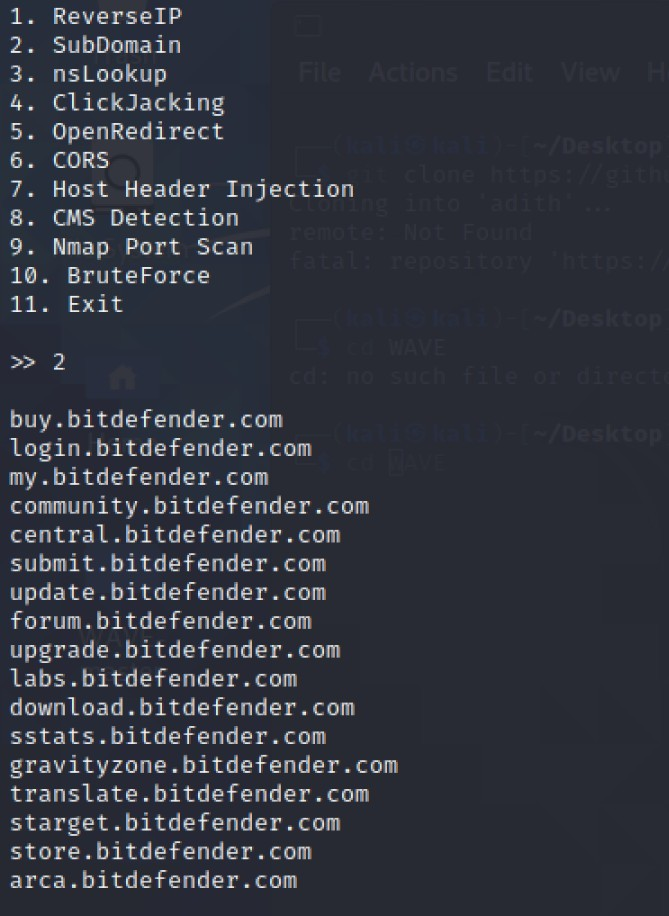 1. ReverseIP
2. SubDomain
3. nsLookup
4. ClickJacking
5. OpenRedirect
6. CORS
7. Host Header Injection
8. CMS Detection
9. Nmap Port Scan
10. BruteForce
11. Exit
>> 2
buy.bitdefender.com
login.bitdefender.com
my.bitdefender.com
community.bitdefender.com
central.bitdefender.com
submit.bitdefender.com
update.bitdefender.com
forum.bitdefender.com
upgrade.bitdefender.com
labs.bitdefender.com
download.bitdefender.com
sstats.bitdefender.com
gravityzone.bitdefender.com
translate.bitdefender.com
starget.bitdefender.com
store.bitdefender.com
arca.bitdefender.com
File Actions Edit View H
(kali㉿kali)-[~/Desktop
clone https://gith
Cloning into 'adith'...
remote: Not Found
fatal: repository 'https:/
(kali㉿kali)-[~/Desktop
$ cd WAVE
cd: no such file or direct
(kali㉿kali)-[~/Desktop
$ cd WAVE